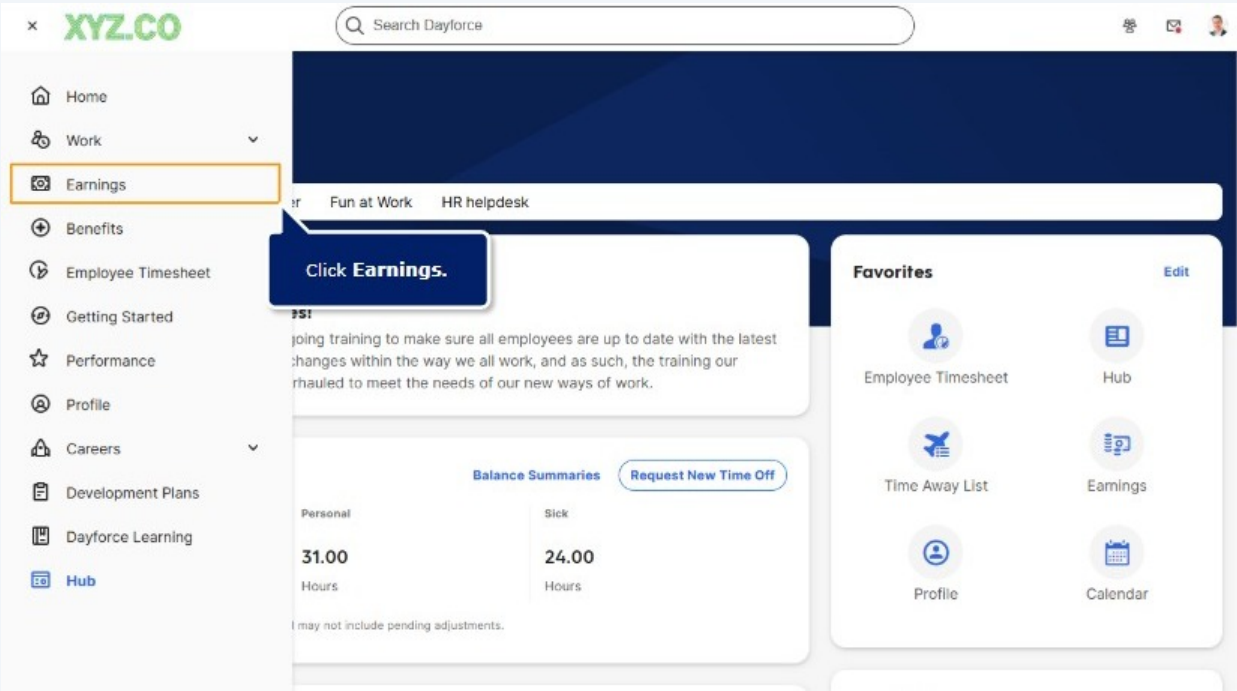 XYZ.CO
Search Dayforce
Home
Work
Earnings
Benefits
Employee Timesheet
Getting Started
Performance
Profile
Careers
Development Plans
Dayforce Learning
Hub
Fun at Work HR helpdesk
Click Earnings.
es!
going training to make sure all employees are up to date with the latest
changes within the way we all work, and as such, the training our
rhauled to meet the needs of our new ways of work.
Balance Summaries Request New Time Off
Personal Sick
31.00 24.00
Hours Hours
may not include pending adjustments.
Favorites Edit
Employee Timesheet Hub
Time Away List Earnings
Profile Calendar